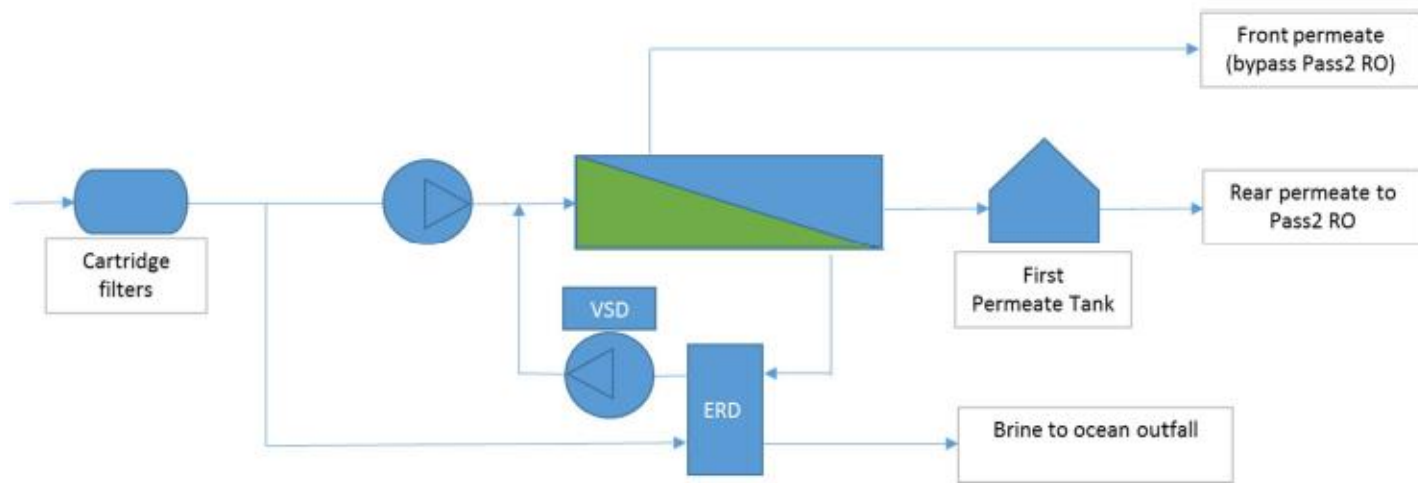 Front permeate
(bypass Pass2 RO)
Cartridge
filters
First
Permeate Tank
Rear permeate to
Pass2 RO
VSD
ERD
Brine to ocean outfall